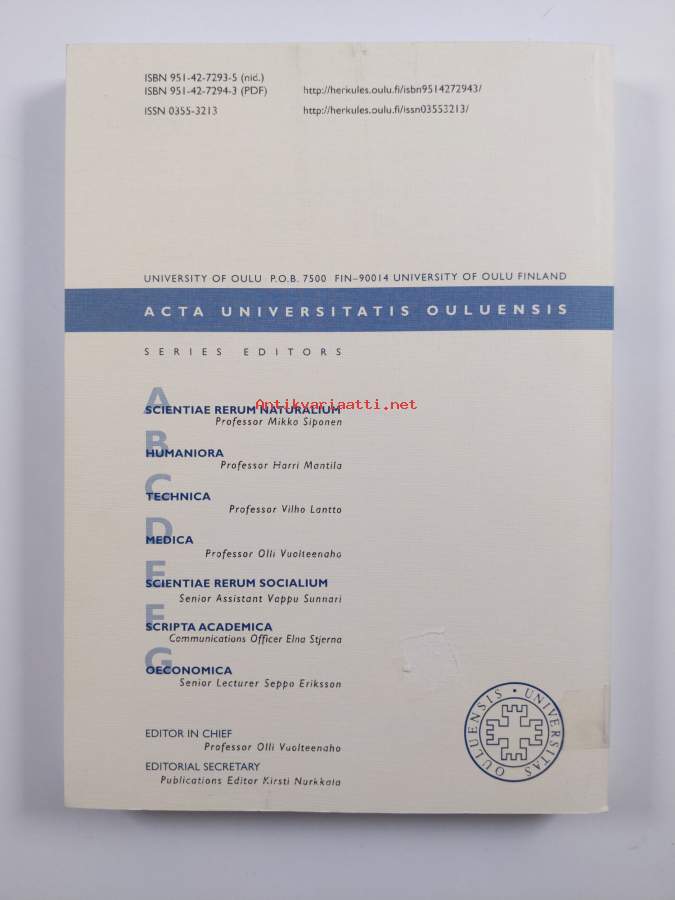 ISBN 951-42-7293-5 (nid.)
ISBN 951-42-7294-3 (PDF) http://herkules.oulu.fi/isbn9514272943/
ISSN 0355-3213 http://herkules.oulu.fi/issn03553213/
UNIVERSITY OF OULU P.O.B. 7500 FIN–90014 UNIVERSITY OF OULU FINLAND
ACTA UNIVERSITATIS OULUENSIS
SERIES EDITORS
Antikvariaatti.net
A
SCIENTIAE RERUM NATURALIUM
Professor Mikko Siponen
B
HUMANIORA
Professor Harri Mantila
C
TECHNICA
Professor Vilho Lantto
D
MEDICA
Professor Olli Vuolteenaho
E
SCIENTIAE RERUM SOCIALIUM
Senior Assistant Vappu Sunnari
F
SCRIPTA ACADEMICA
Communications Officer Elna Stjerna
G
OECONOMICA
Senior Lecturer Seppo Eriksson
EDITOR IN CHIEF
Professor Olli Vuolteenaho
EDITORIAL SECRETARY
Publications Editor Kirsti Nurkkala
UNIVERSITAS OULUENSIS